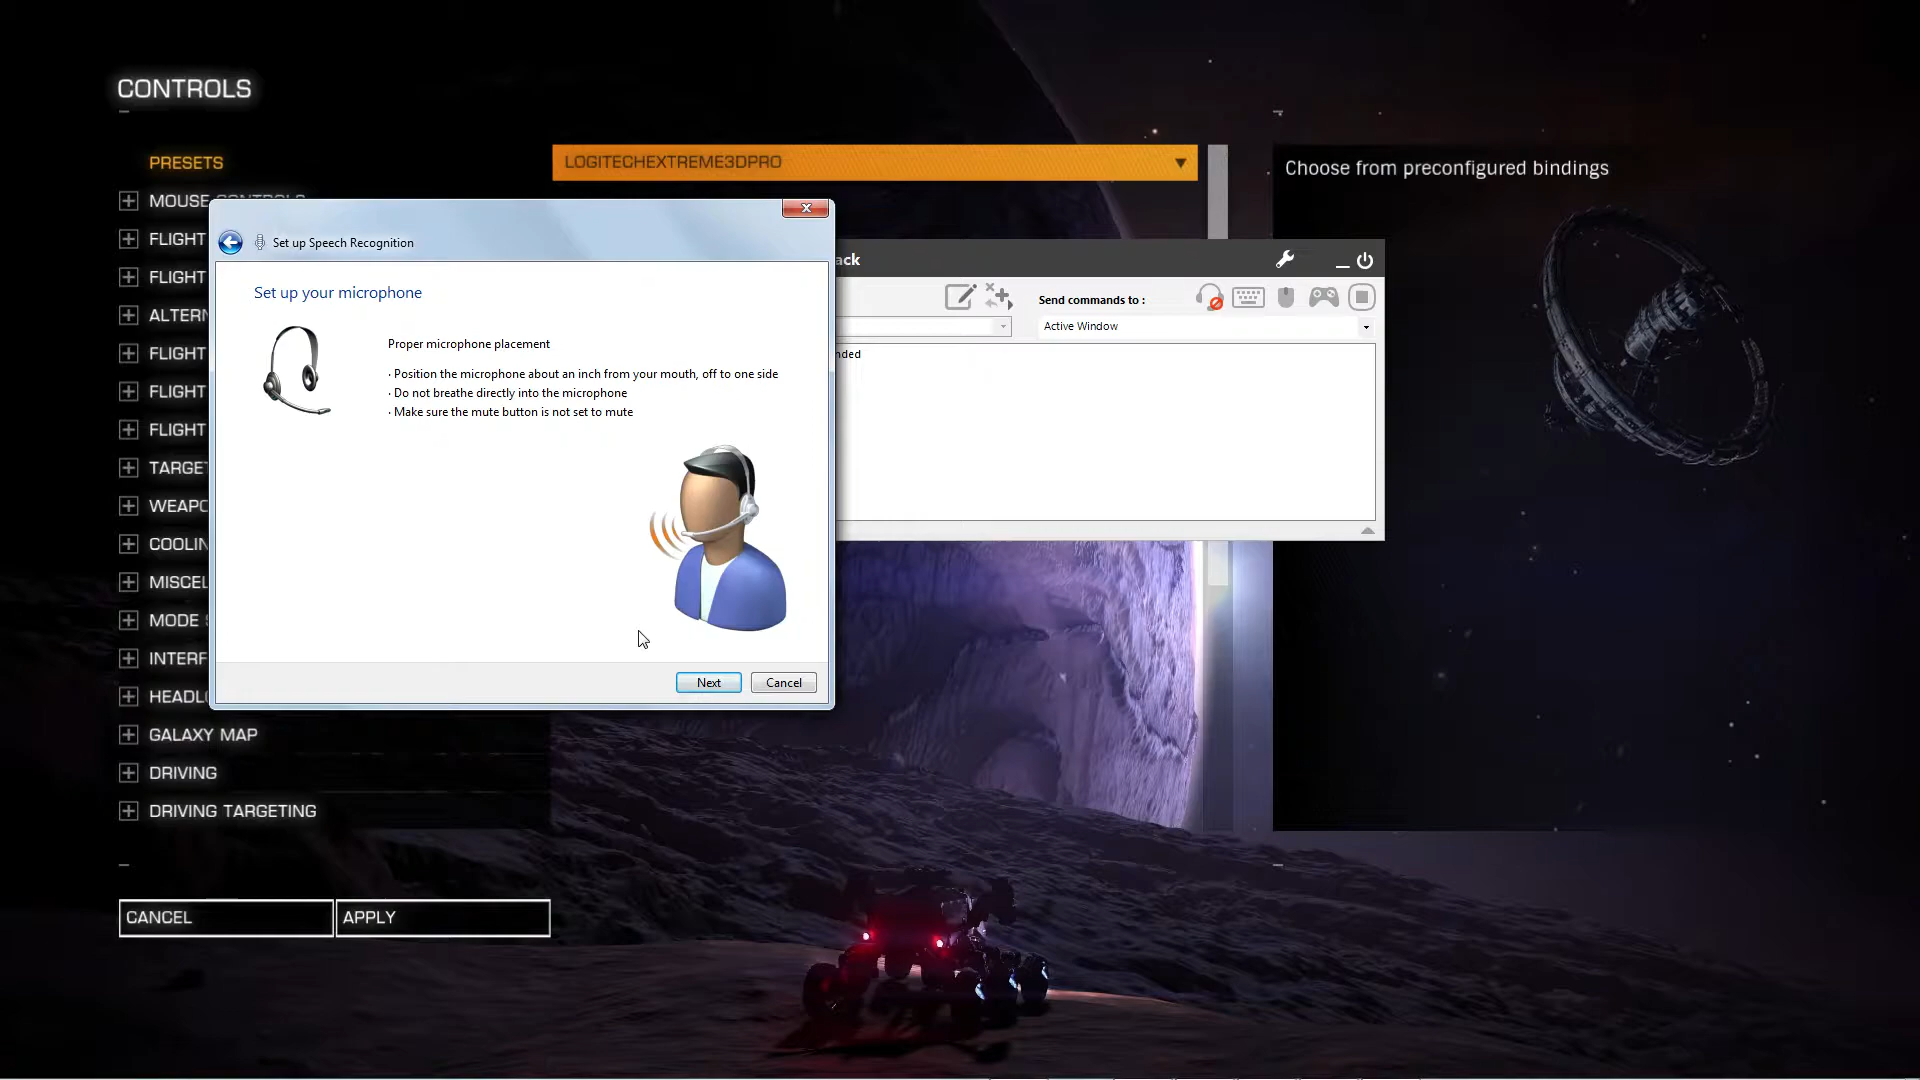 CONTROLS
PRESETS
LOGITECHEXTREME3DPRO
Choose from preconfigured bindings
MOUSE CONTROLS
FLIGHT
FLIGHT
ALTERN
FLIGHT
FLIGHT
FLIGHT
TARGET
WEAPO
COOLIN
MISCEL
MODE S
INTERF
HEADLO
GALAXY MAP
DRIVING
DRIVING TARGETING
CANCEL
APPLY
Set up Speech Recognition
Set up your microphone
Proper microphone placement
· Position the microphone about an inch from your mouth, off to one side
· Do not breathe directly into the microphone
· Make sure the mute button is not set to mute
Next
Cancel
ack
Send commands to :
Active Window
nded